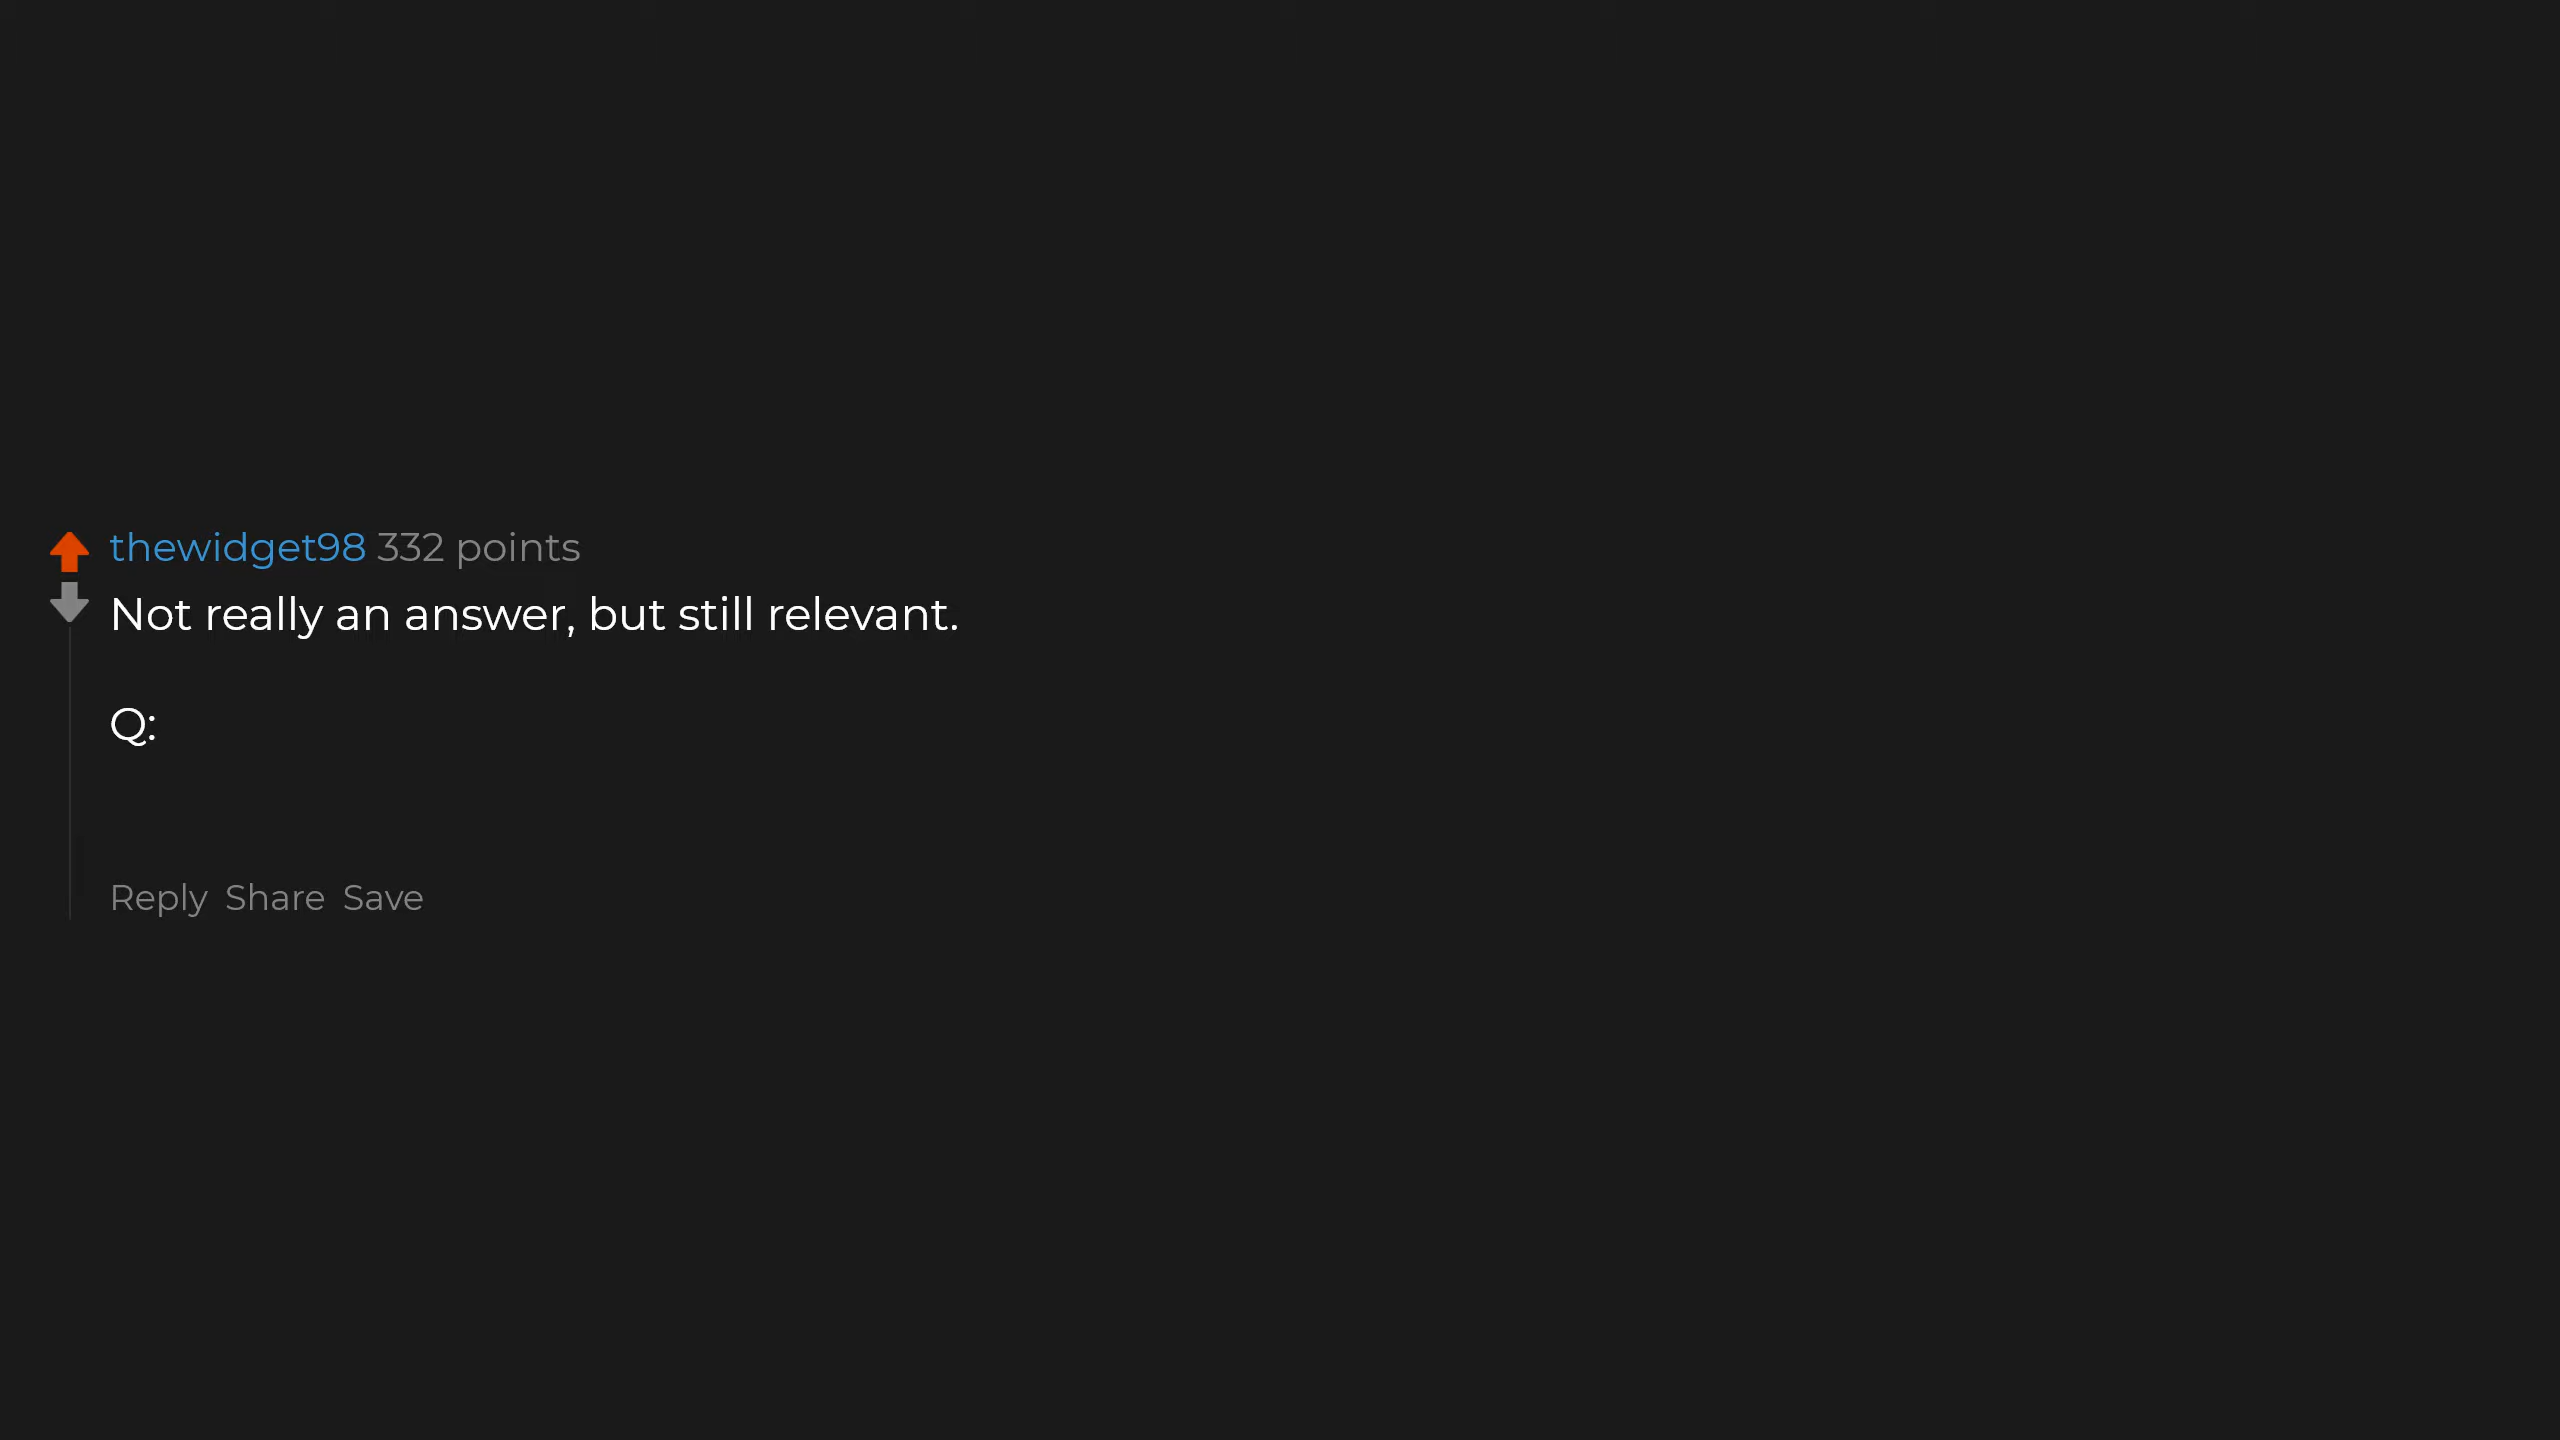 thewidget98 332 points
Not really an answer, but still relevant.
Q:
Reply Share Save